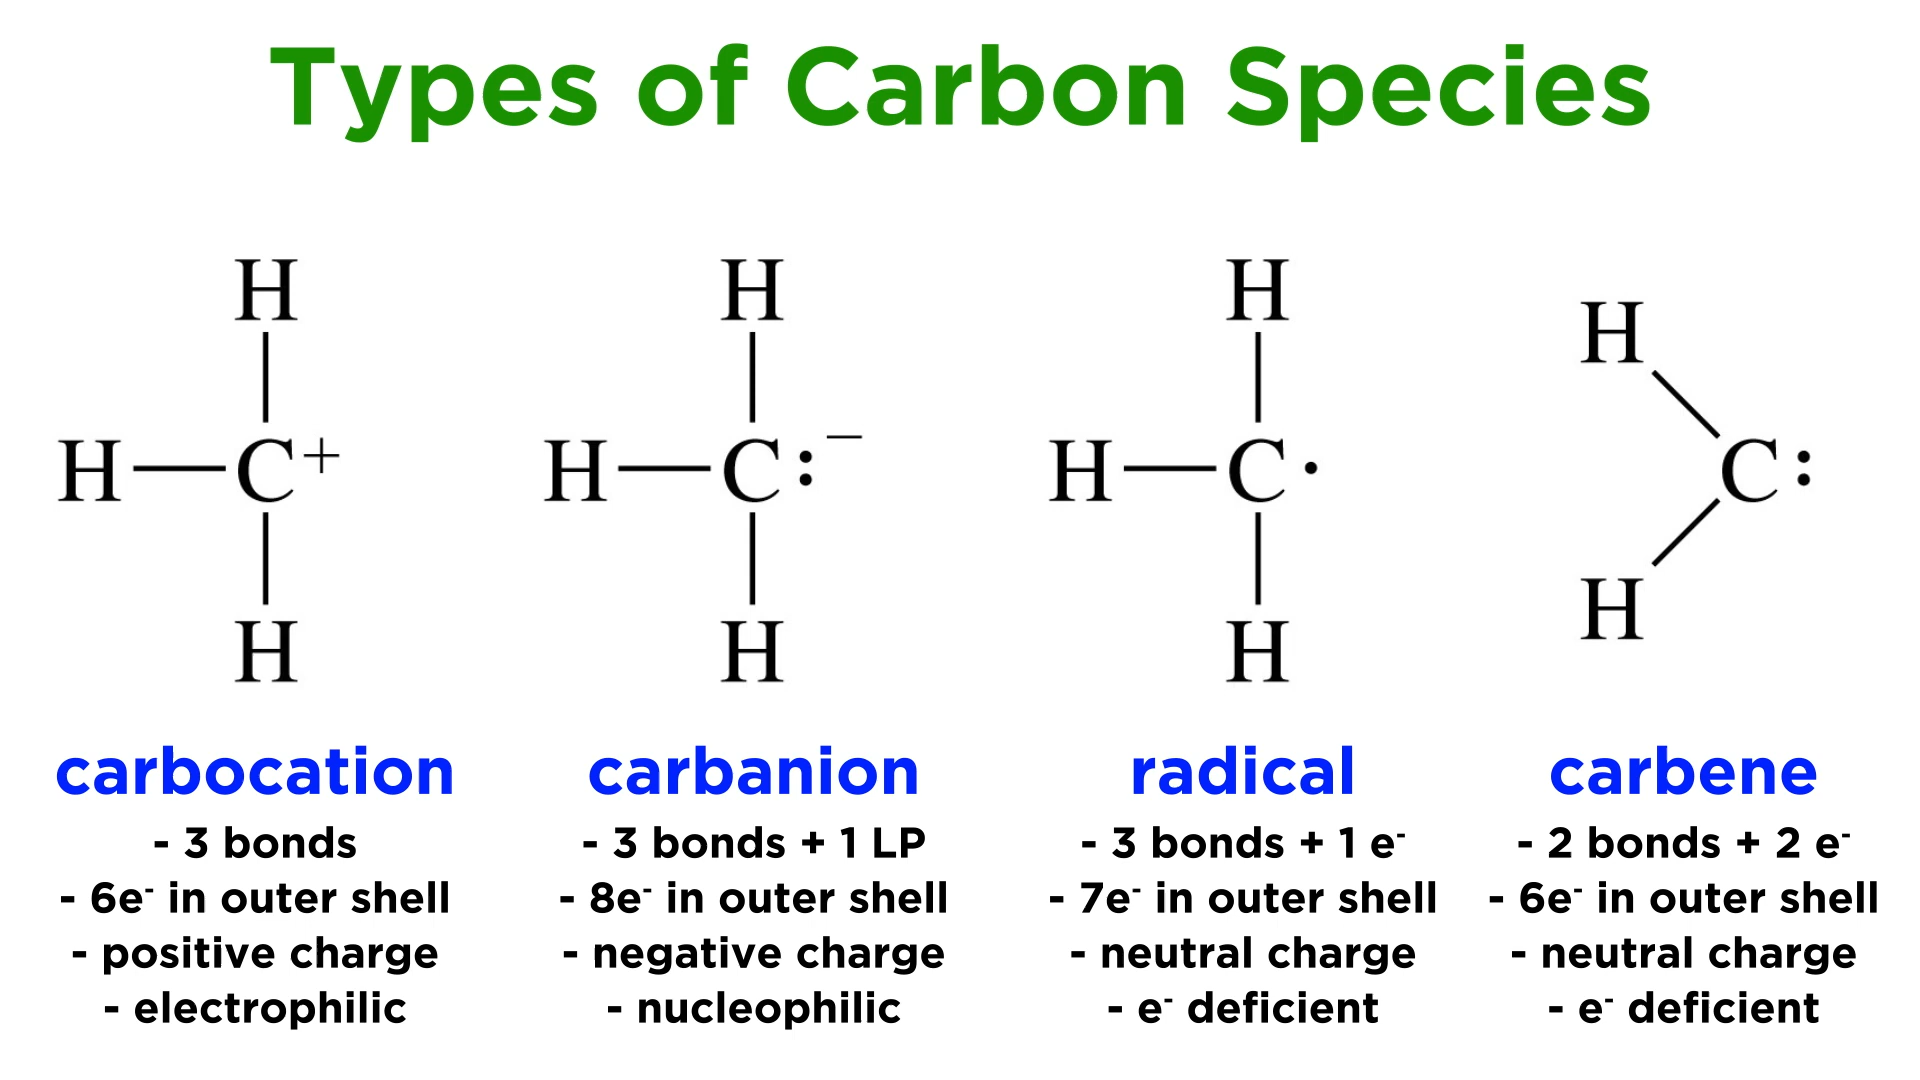 Types of Carbon Species
H H H H
H—C⁺ H—C:⁻ H—C· C:
H H H H
carbocation carbanion radical carbene
- 3 bonds - 3 bonds + 1 LP - 3 bonds + 1 e⁻ - 2 bonds + 2 e⁻
- 6e⁻ in outer shell - 8e⁻ in outer shell - 7e⁻ in outer shell - 6e⁻ in outer shell
- positive charge - negative charge - neutral charge - neutral charge
- electrophilic - nucleophilic - e⁻ deficient - e⁻ deficient